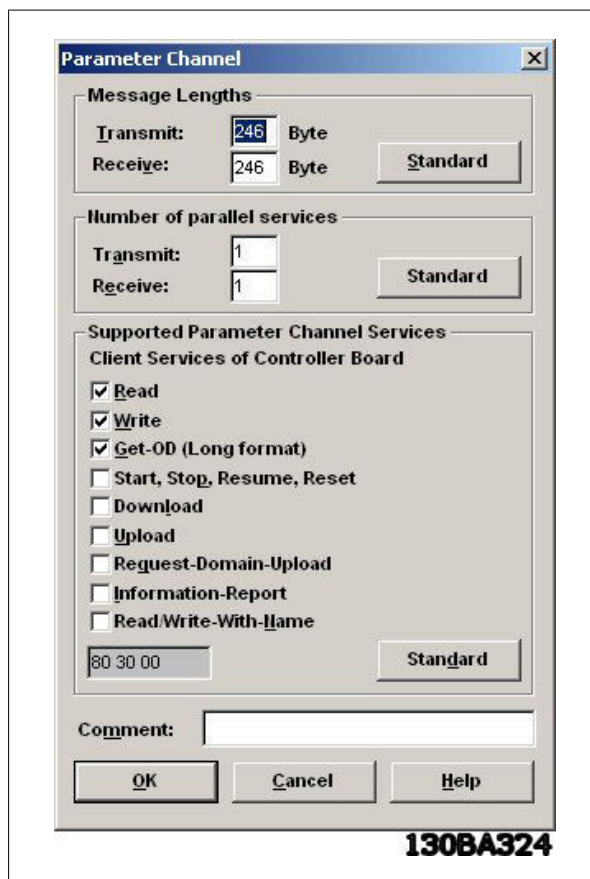 Parameter Channel
Message Lengths
Transmit: 246 Byte
Receive: 246 Byte
Standard
Number of parallel services
Transmit: 1
Receive: 1
Standard
Supported Parameter Channel Services
Client Services of Controller Board
Read
Write
Get-OD (Long format)
Start, Stop, Resume, Reset
Download
Upload
Request-Domain-Upload
Information-Report
Read/Write-With-Name
80 30 00
Standard
Comment:
OK Cancel Help
130BA324